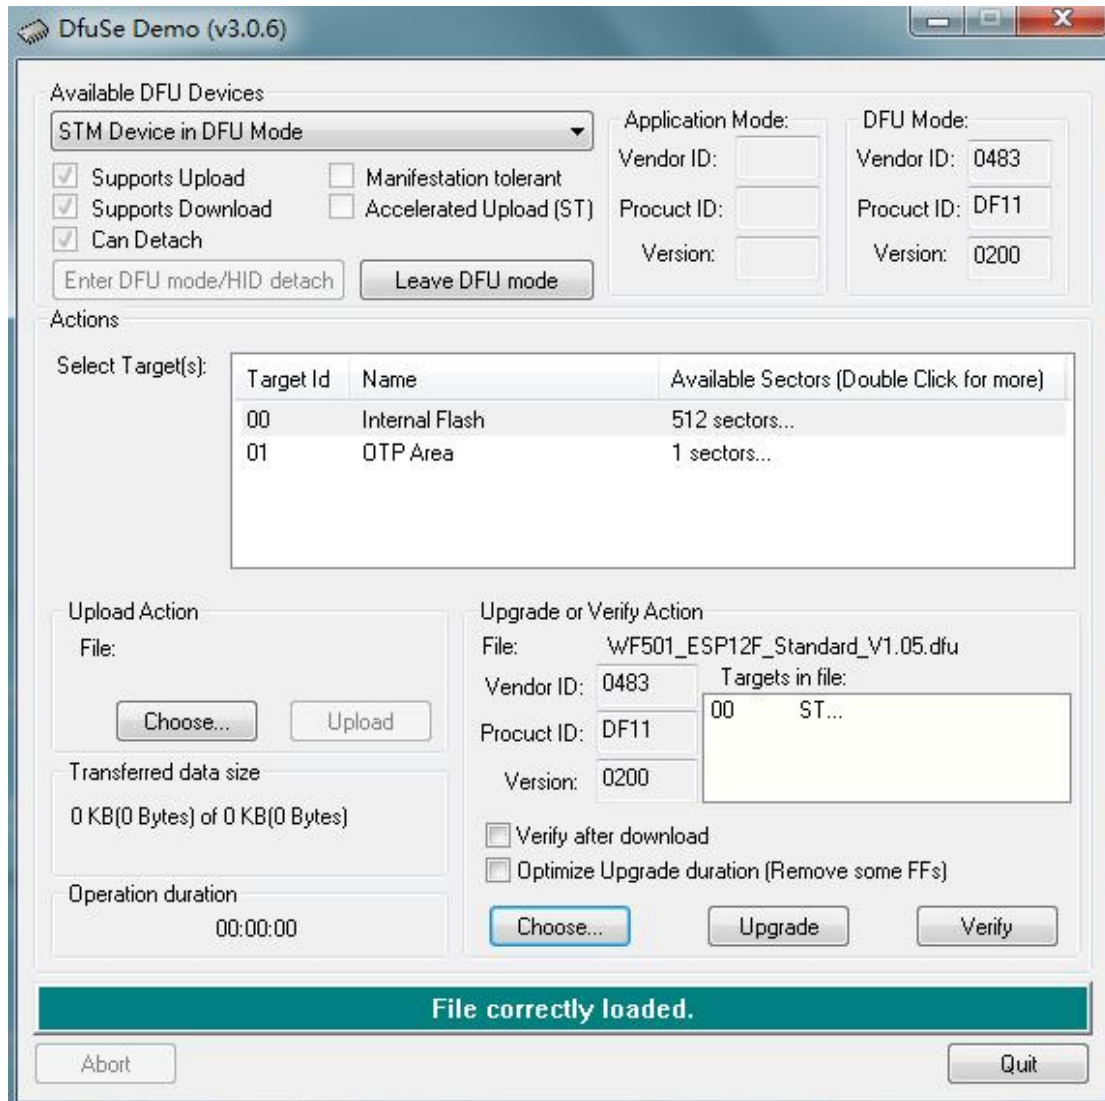 DfuSe Demo (v3.0.6)
Available DFU Devices
STM Device in DFU Mode
Supports Upload
Manifestation tolerant
Supports Download
Accelerated Upload (ST)
Can Detach
Enter DFU mode/HID detach
Leave DFU mode
Application Mode:
Vendor ID:
Procuct ID:
Version:
DFU Mode:
Vendor ID: 0483
Procuct ID: DF11
Version: 0200
Actions
Select Target(s):
Target Id Name Available Sectors (Double Click for more)
00 Internal Flash 512 sectors...
01 OTP Area 1 sectors...
Upload Action
File:
Choose... Upload
Transferred data size
0 KB(0 Bytes) of 0 KB(0 Bytes)
Operation duration
00:00:00
Upgrade or Verify Action
File: WF501_ESP12F_Standard_V1.05.dfu
Vendor ID: 0483
Procuct ID: DF11
Version: 0200
Targets in file:
00 ST...
Verify after download
Optimize Upgrade duration (Remove some FFs)
Choose... Upgrade Verify
File correctly loaded.
Abort Quit